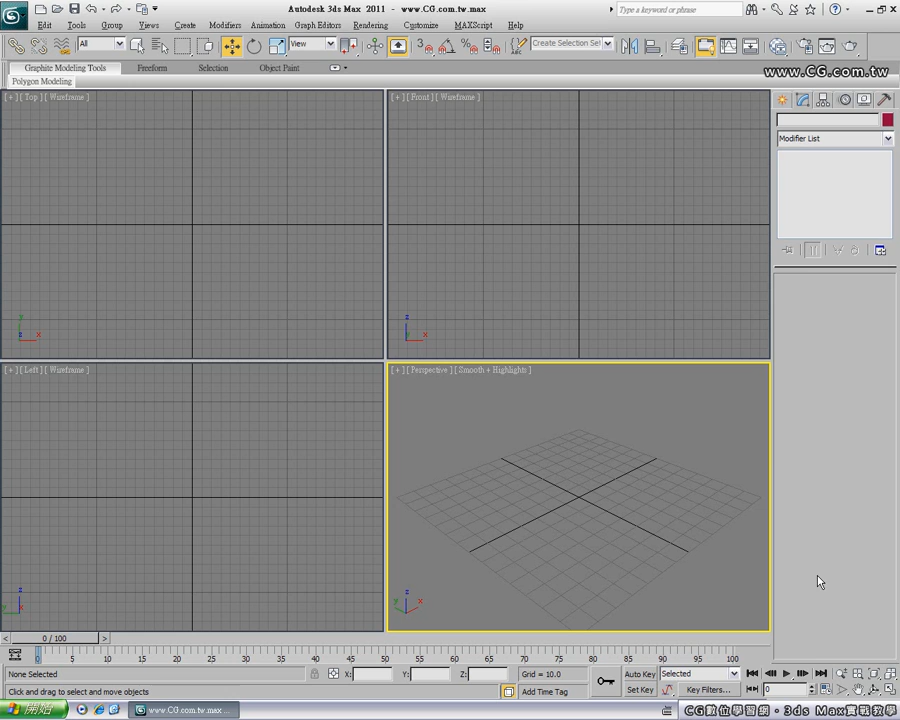 Autodesk 3ds Max 2011 - www.CG.com.tw.max
Type a keyword or phrase
Edit Tools Group Views Create Modifiers Animation Graph Editors Rendering Customize MAXScript Help
All View Create Selection Set
Graphite Modeling Tools Freeform Selection Object Paint
www.CG.com.tw
Polygon Modeling
[ + ] [ Top ] [ Wireframe ]
[ + ] [ Front ] [ Wireframe ]
Modifier List
y
z
x
z
x
[ + ] [ Left ] [ Wireframe ]
[ + ] [ Perspective ] [ Smooth + Highlights ]
z
y
x
z
y
x
< 0 / 100 >
0 5 10 15 20 25 30 35 40 45 50 55 60 65 70 75 80 85 90 95 100
None Selected X: Y: Z: Grid = 10.0 Auto Key Selected
Click and drag to select and move objects Add Time Tag Set Key Key Filters... 0
開始 www.CG.com.tw.max ...
CG數位學習網·3ds Max實戰教學